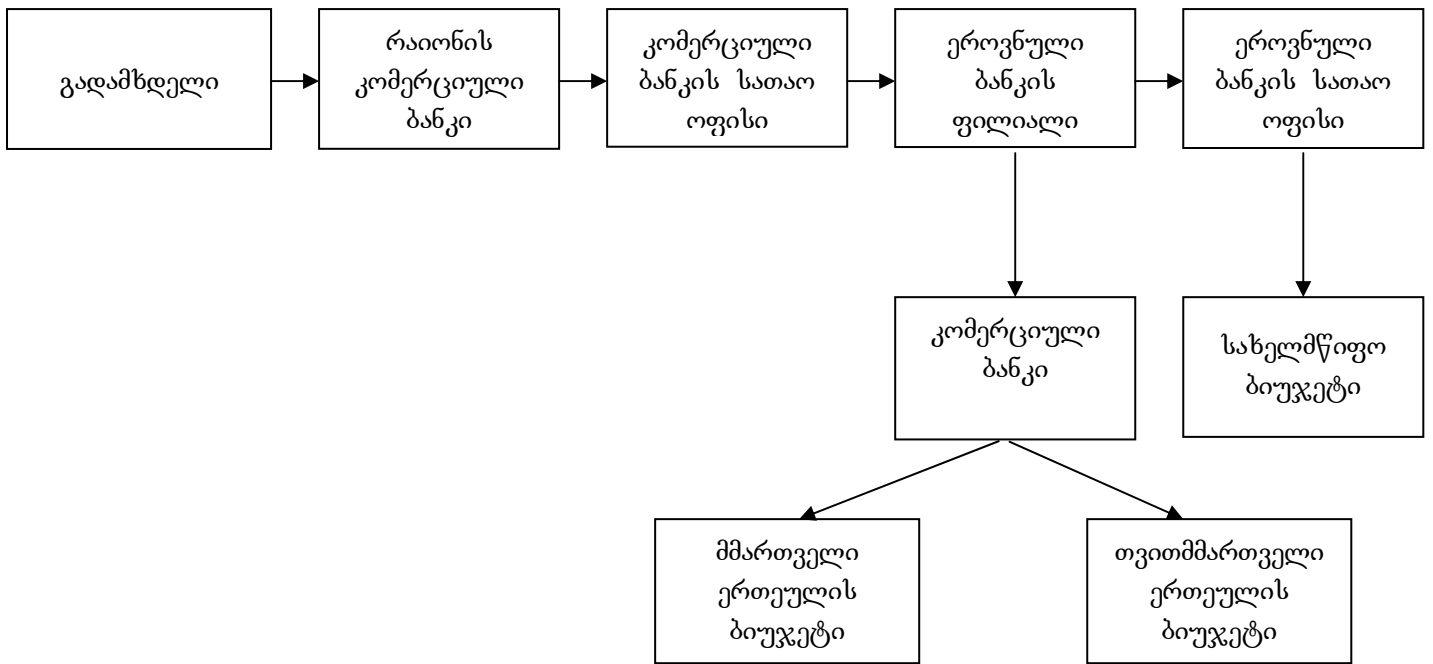 გადამხდელი
რაიონის
კომერციული
ბანკი
კომერციული
ბანკის სათაო
ოფისი
ეროვნული
ბანკის
ფილიალი
ეროვნული
ბანკის სათაო
ოფისი
კომერციული
ბანკი
სახელმწიფო
ბიუჯეტი
მმართველი
ერთეულის
ბიუჯეტი
თვითმმართველი
ერთეულის
ბიუჯეტი